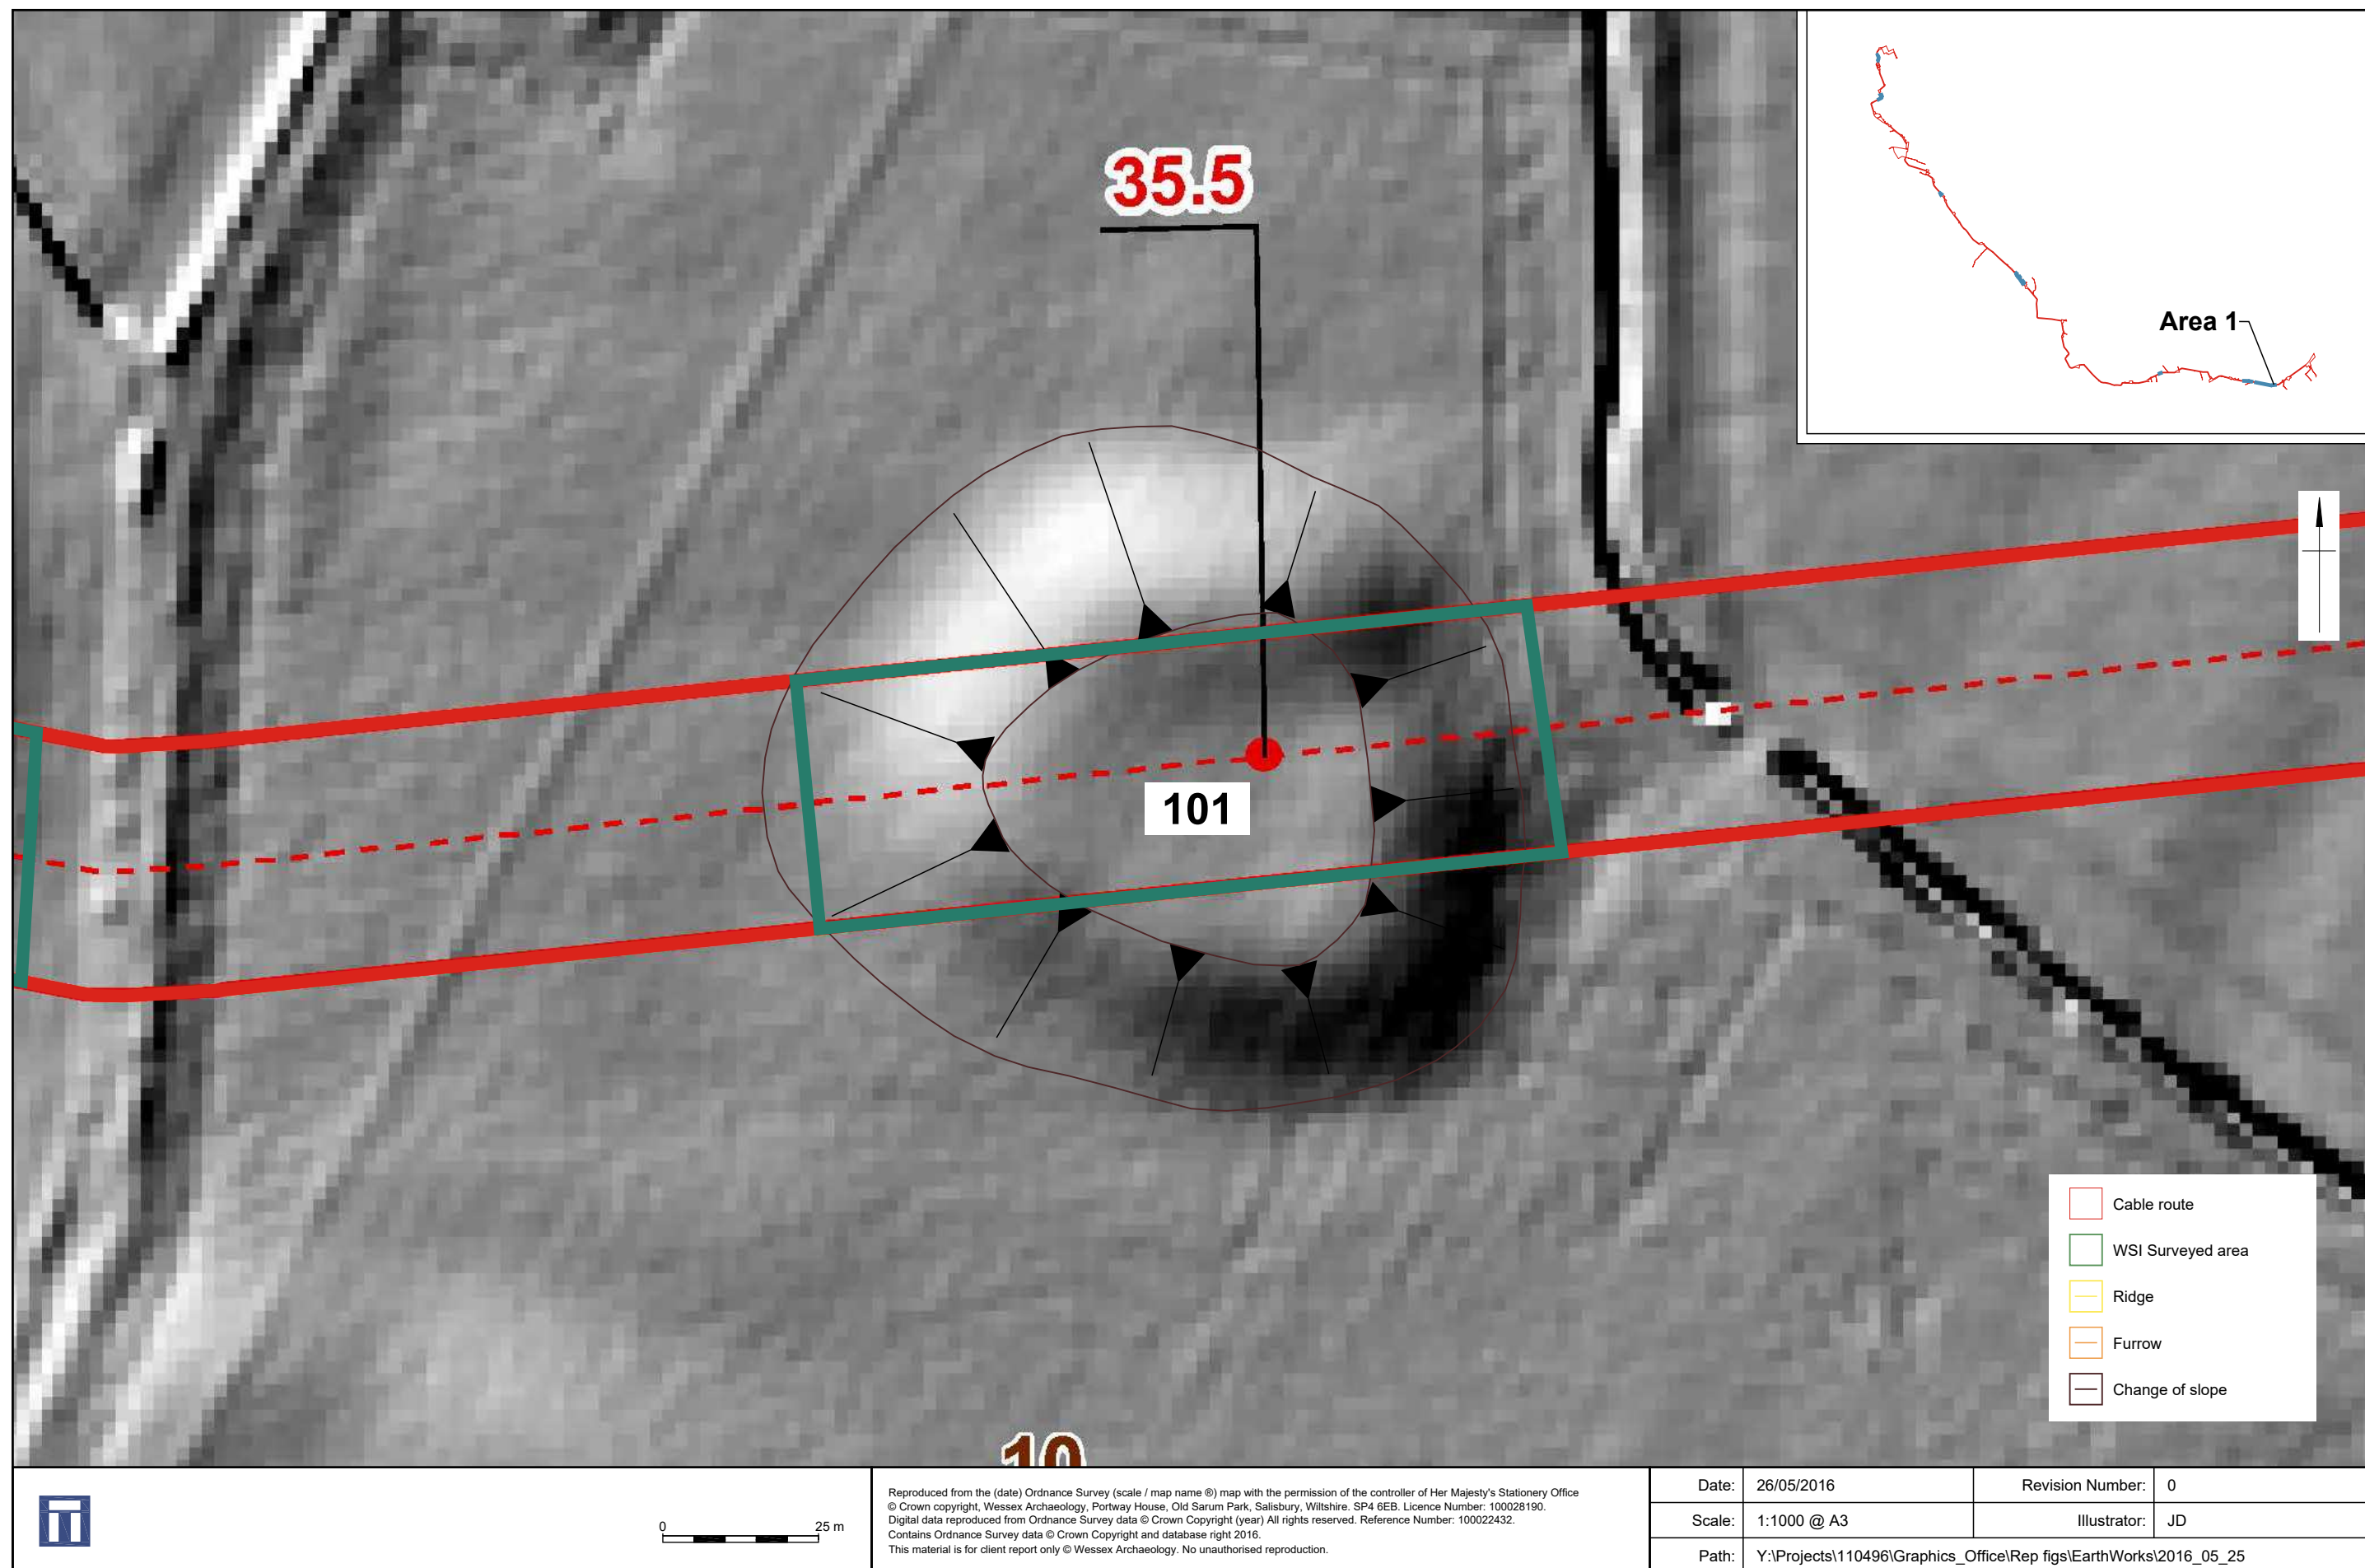 35.5
Area 1
101
Cable route
WSI Surveyed area
Ridge
Furrow
Change of slope
10
0 25 m
Reproduced from the (date) Ordnance Survey (scale / map name ®) map with the permission of the controller of Her Majesty's Stationery Office
© Crown copyright, Wessex Archaeology, Portway House, Old Sarum Park, Salisbury, Wiltshire. SP4 6EB. Licence Number: 100028190.
Digital data reproduced from Ordnance Survey data © Crown Copyright (year) All rights reserved. Reference Number: 100022432.
Contains Ordnance Survey data © Crown Copyright and database right 2016.
This material is for client report only © Wessex Archaeology. No unauthorised reproduction.
Date: 26/05/2016 Revision Number: 0
Scale: 1:1000 @ A3 Illustrator: JD
Path: Y:\Projects\110496\Graphics_Office\Rep figs\EarthWorks\2016_05_25